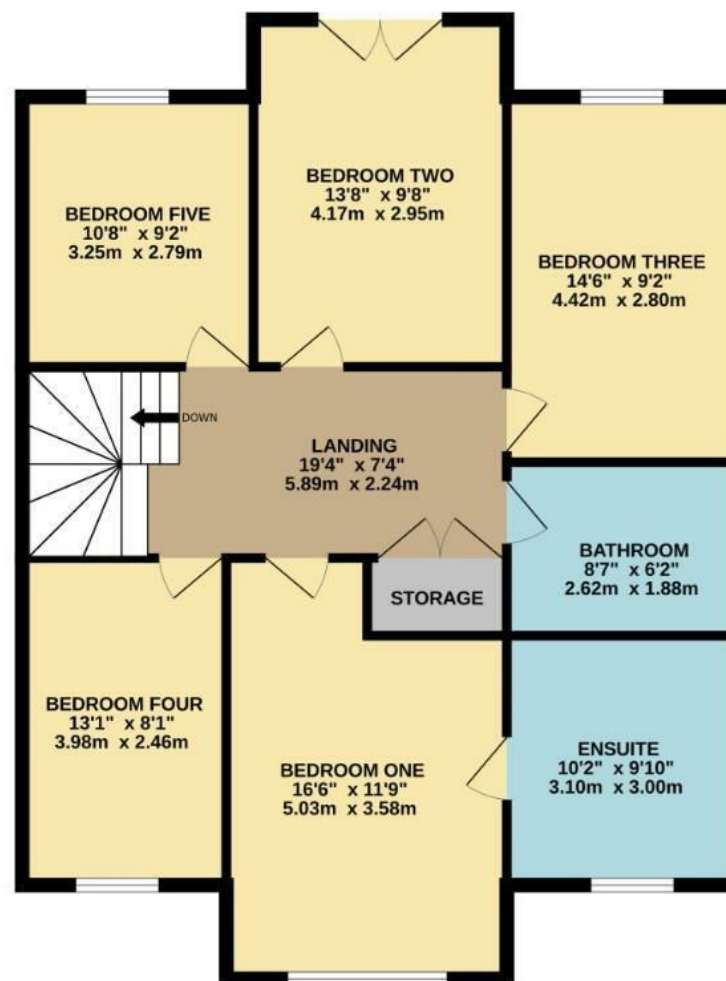 BEDROOM TWO
13'8" x 9'8"
4.17m x 2.95m
BEDROOM FIVE
10'8" x 9'2"
3.25m x 2.79m
BEDROOM THREE
14'6" x 9'2"
4.42m x 2.80m
DOWN
LANDING
19'4" x 7'4"
5.89m x 2.24m
BATHROOM
8'7" x 6'2"
2.62m x 1.88m
STORAGE
BEDROOM FOUR
13'1" x 8'1"
3.98m x 2.46m
BEDROOM ONE
16'6" x 11'9"
5.03m x 3.58m
ENSUITE
10'2" x 9'10"
3.10m x 3.00m